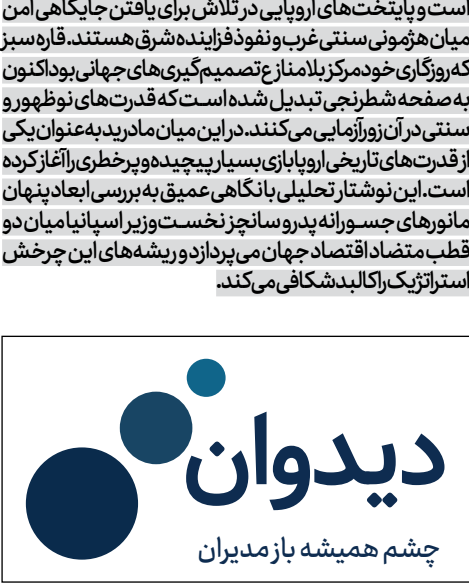 است و پایتخت‌های اروپایی در تلاش برای یافتن جایگاهی امن
میان هژمونی سنتی غرب و نفوذ فزاینده شرق هستند. قاره سبز
که روزگاری خود مرکز بلامنازع تصمیم‌گیری‌های جهانی بود اکنون
به صفحه شطرنجی تبدیل شده است که قدرت‌های نوظهور و
سنتی در آن زورآزمایی می‌کنند. در این میان مادرید به عنوان یکی
از قدرت‌های تاریخی اروپا بازی بسیار پیچیده و پرخطری را آغاز کرده
است. این نوشتار تحلیلی با نگاهی عمیق به بررسی ابعاد پنهان
مانورهای جسورانه پدرو سانچز نخست‌وزیر اسپانیا میان دو
قطب متضاد اقتصاد جهان می‌پردازد و ریشه‌های این چرخش
استراتژیک را کالبدشکافی می‌کند.
دیدوان
چشم همیشه باز مدیران